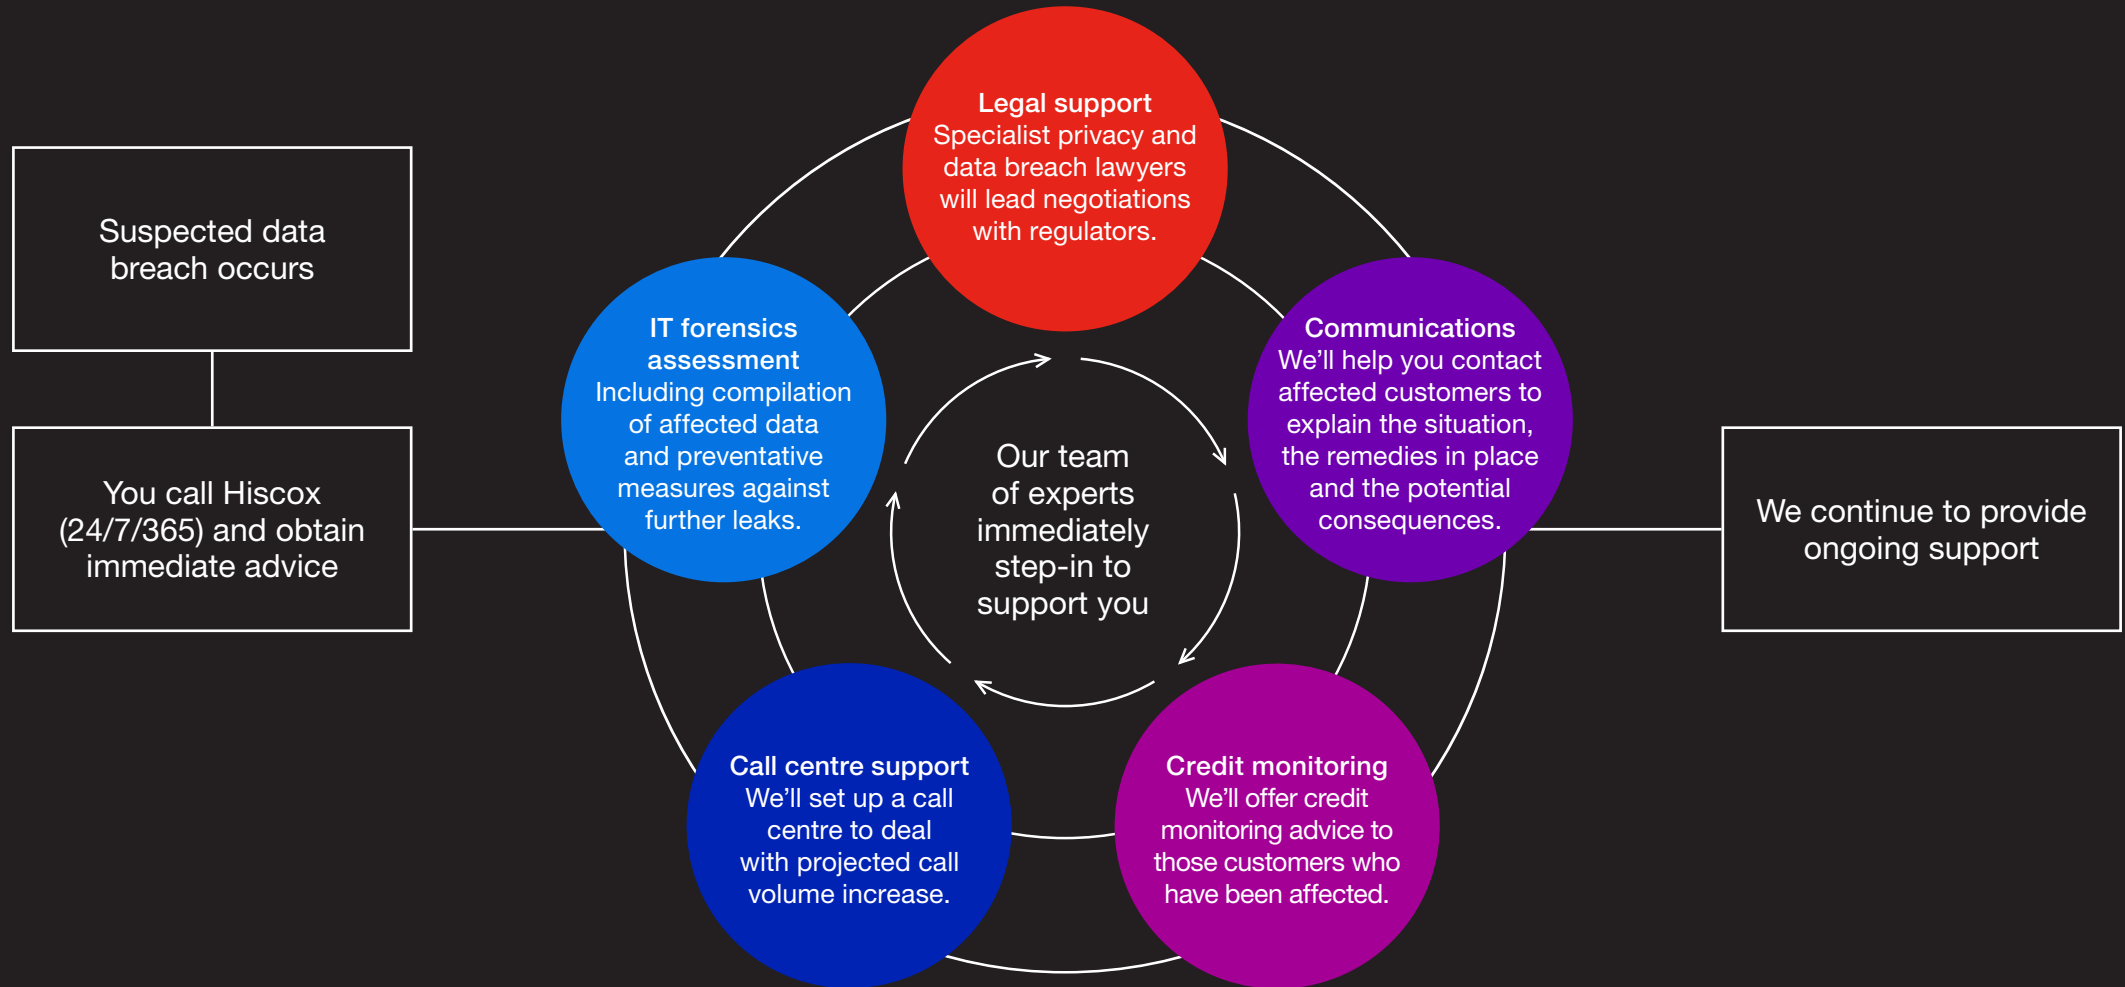 Suspected data
breach occurs
You call Hiscox
(24/7/365) and obtain
immediate advice
IT forensics
assessment
Including compilation
of affected data
and preventative
measures against
further leaks.
Legal support
Specialist privacy and
data breach lawyers
will lead negotiations
with regulators.
Communications
We’ll help you contact
affected customers to
explain the situation,
the remedies in place
and the potential
consequences.
Credit monitoring
We’ll offer credit
monitoring advice to
those customers who
have been affected.
Call centre support
We’ll set up a call
centre to deal
with projected call
volume increase.
Our team
of experts
immediately
step-in to
support you
We continue to provide
ongoing support